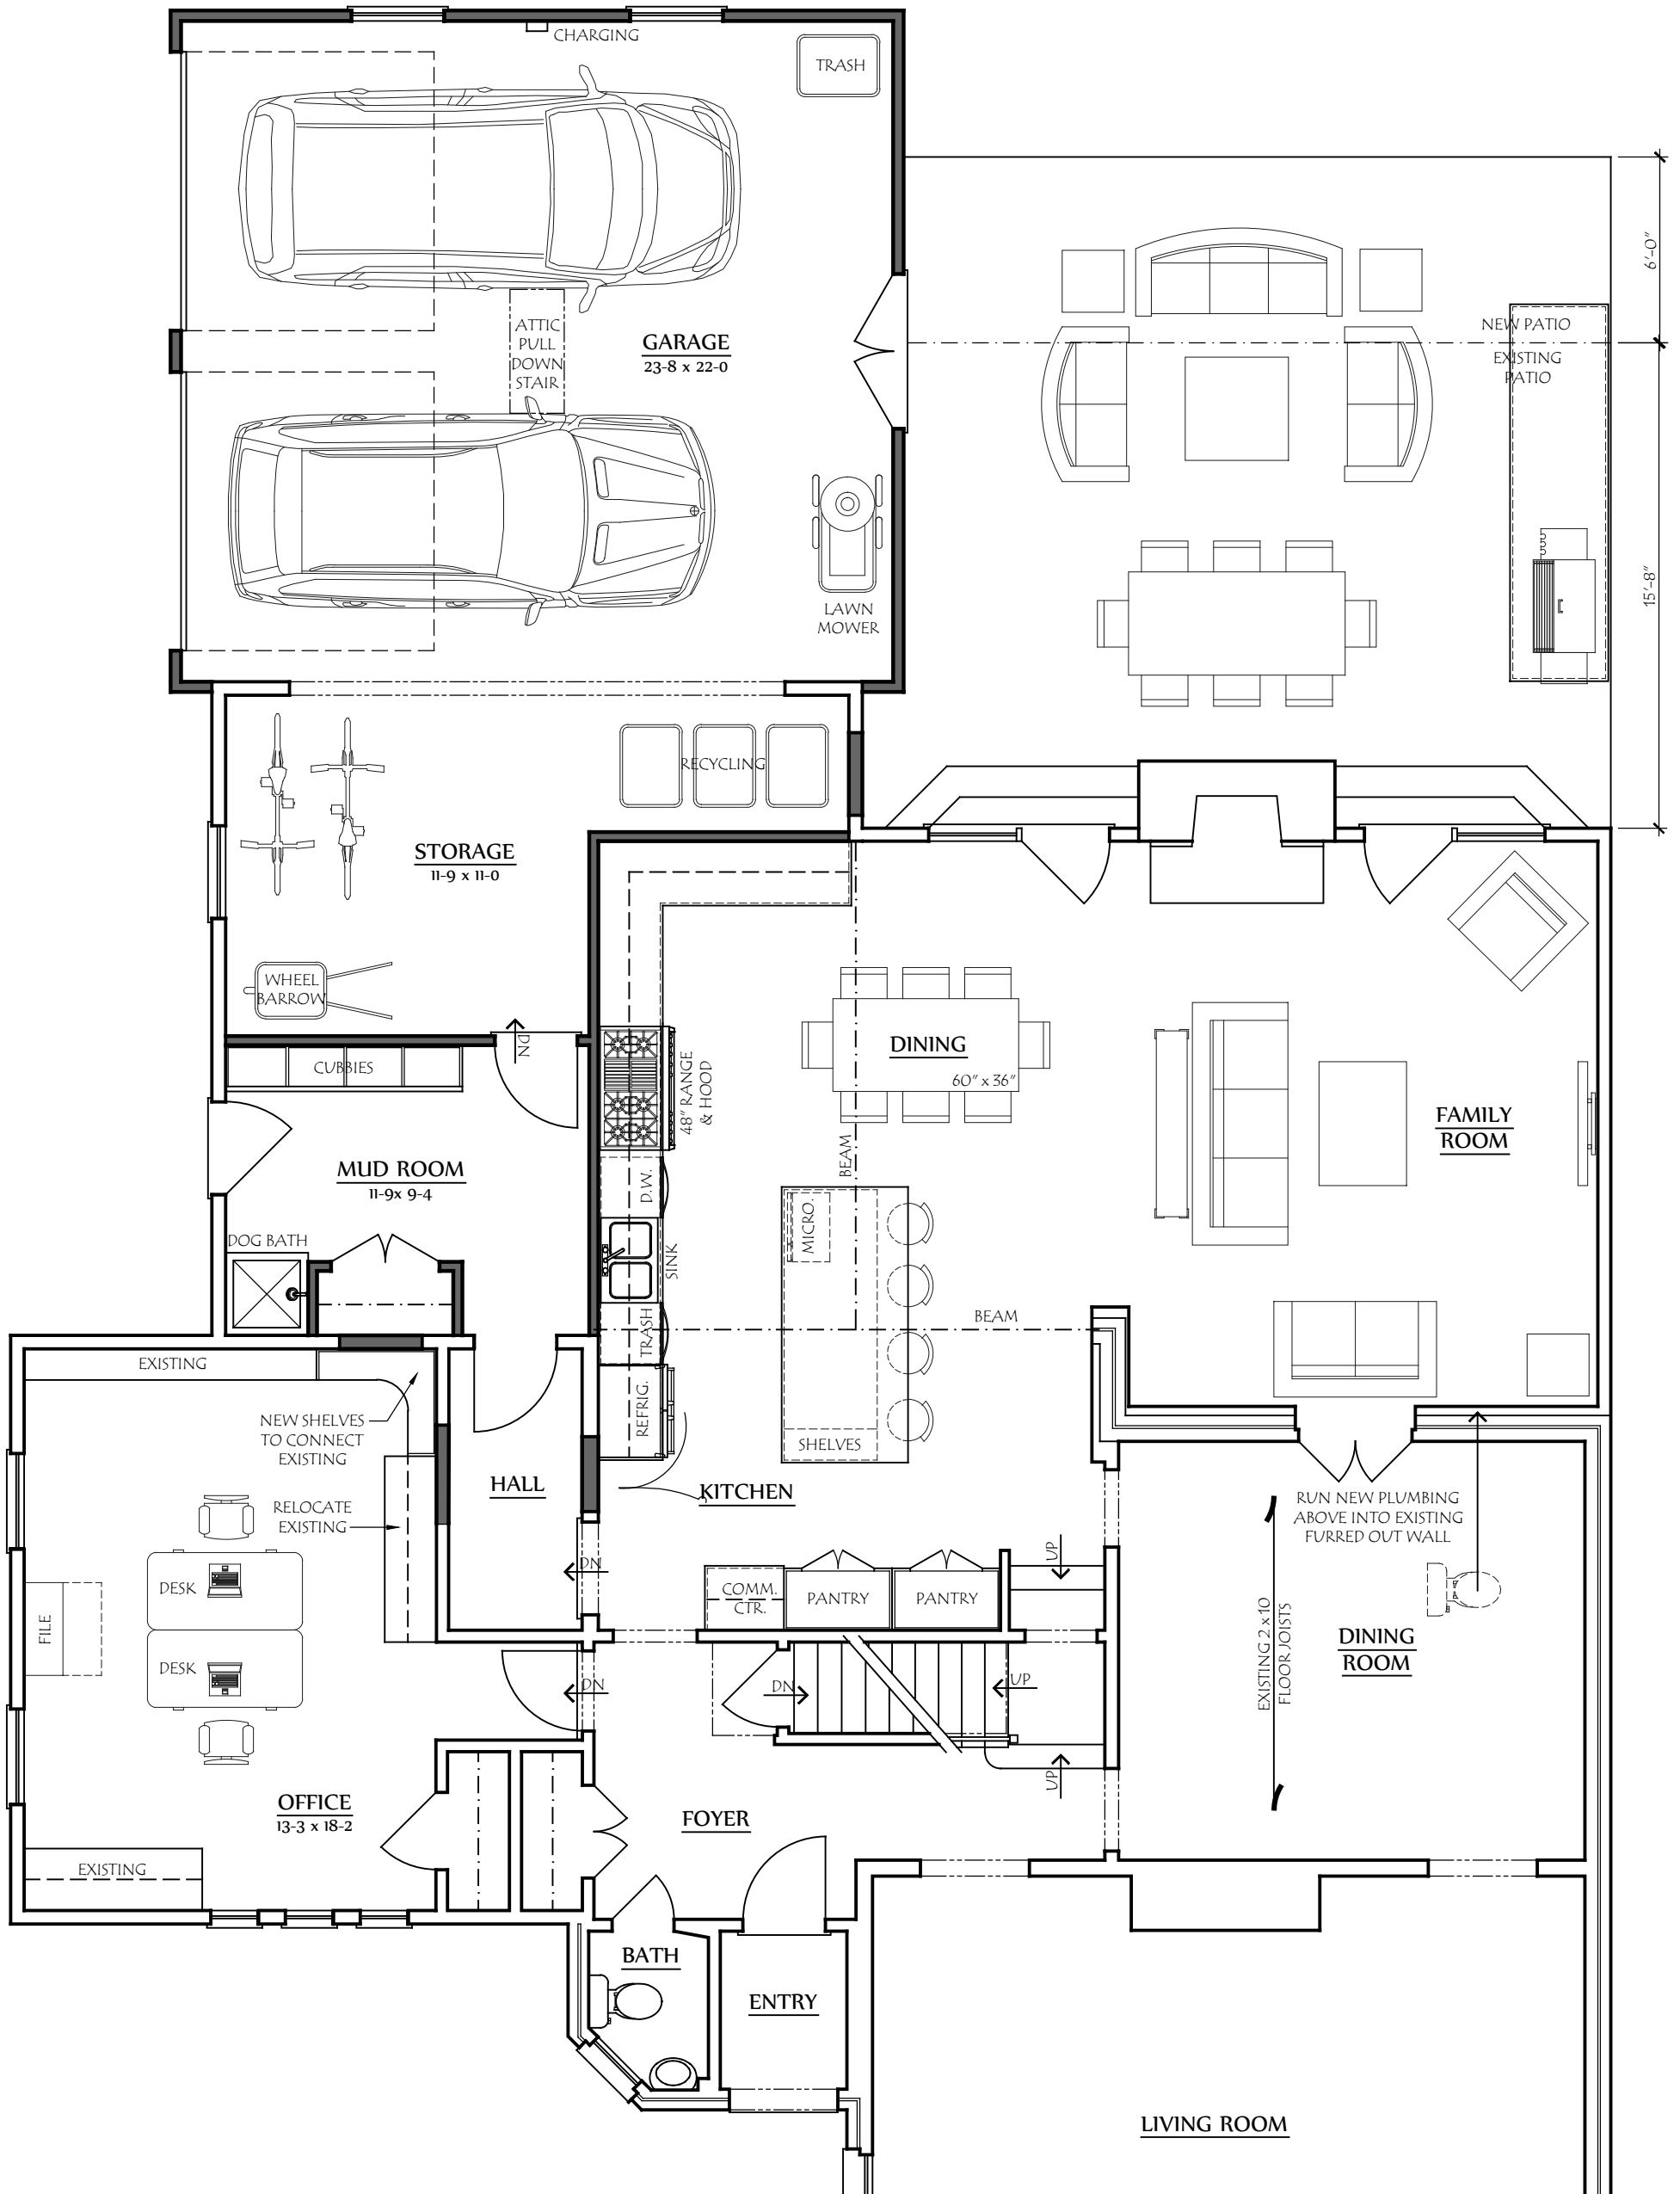 CHARGING
TRASH
6'-0"
ATTIC
PULL
DOWN
STAIR
GARAGE
23-8 x 22-0
NEW PATIO
EXISTING
PATIO
15'-8"
LAWN
MOWER
RECYCLING
STORAGE
11-9 x 11-0
WHEEL
BARROW
DN
CUBBIES
48" RANGE
& HOOD
DINING
60" x 36"
BEAM
FAMILY
ROOM
MUD ROOM
11-9x 9-4
D.W.
MICRO.
DOG BATH
SINK
TRASH
BEAM
EXISTING
REFRIG.
NEW SHELVES
TO CONNECT
EXISTING
SHELVES
HALL
KITCHEN
RELOCATE
EXISTING
RUN NEW PLUMBING
ABOVE INTO EXISTING
FURRED OUT WALL
DN
UP
DESK
COMM.
CTR.
PANTRY
PANTRY
FILE
EXISTING 2 x 10
FLOOR JOISTS
DINING
ROOM
DESK
DN
DN
UP
UP
OFFICE
13-3 x 18-2
FOYER
EXISTING
BATH
ENTRY
LIVING ROOM